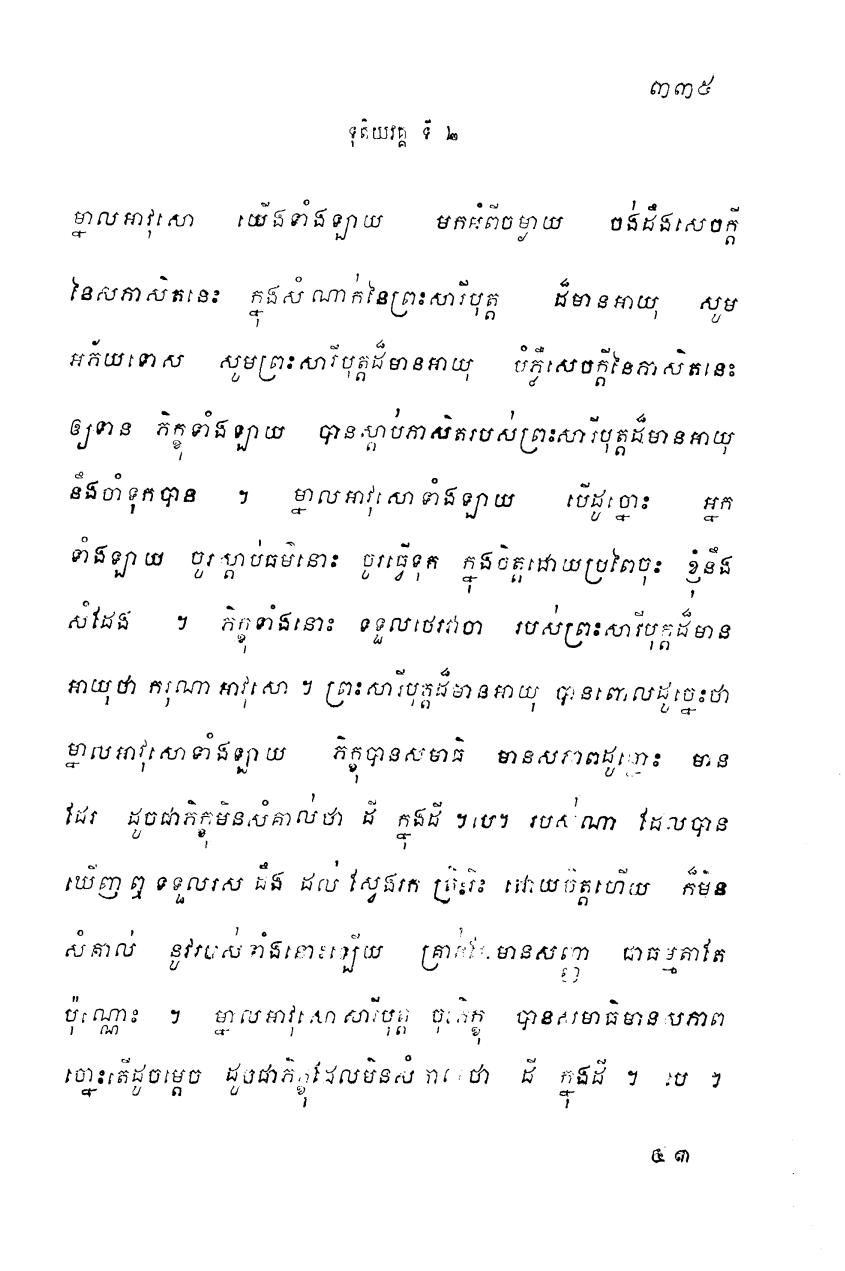 ៣៣៥
ទុតិយវគ្គ ទី ២
ម្នាលអាវុសោ យើងទាំងឡាយ មកអំពីចម្ងាយ ចង់ដឹងសេចក្តី
នៃសភាសិតនេះ ក្នុងសំណាក់នៃព្រះសារីបុត្ត ដ៏មានអាយុ សូម
អភ័យទោស សូមព្រះសារីបុត្តដ៏មានអាយុ បំភ្លឺសេចក្តីនៃភាសិតនេះ
ឲ្យទាន ភិក្ខុទាំងឡាយ បានស្តាប់ភាសិតរបស់ព្រះសារីបុត្តដ៏មានអាយុ
នឹងចាំទុកបាន ។ ម្នាលអាវុសោទាំងឡាយ បើដូច្នោះ អ្នក
ទាំងឡាយ ចូរស្តាប់ធម៌នោះ ចូរធ្វើទុក ក្នុងចិត្តដោយប្រពៃចុះ ខ្ញុំនឹង
សំដែង ។ ភិក្ខុទាំងនោះ ទទួលថេរវាចា របស់ព្រះសារីបុត្តដ៏មាន
អាយុថា ករុណា អាវុសោ ។ ព្រះសារីបុត្តដ៏មានអាយុ បានពោលដូច្នេះថា
ម្នាលអាវុសោទាំងឡាយ ភិក្ខុបានសមាធិ មានសភាពដូច្នោះ មាន
ដែរ ដូចជាភិក្ខុមិនសំគាល់ថា ដី ក្នុងដី ។បេ។ របស់ណា ដែលបាន
ឃើញ ឮ ទទួលរស ដឹង ដល់ ស្វែងរក ត្រិះរិះ ដោយចិត្តហើយ ក៏មិន
សំគាល់ នូវរបស់ទាំងនោះឡើយ គ្រាន់តែមានសញ្ញា ជាធម្មតាតែ
ប៉ុណ្ណោះ ។ ម្នាលអាវុសោសារីបុត្ត ចុះភិក្ខុ បានសមាធិមានសភាព
ច្នោះតើដូចម្តេច ដូចជាភិក្ខុដែលមិនសំគាល់ថា ដី ក្នុងដី ។ បេ ។
៤៣